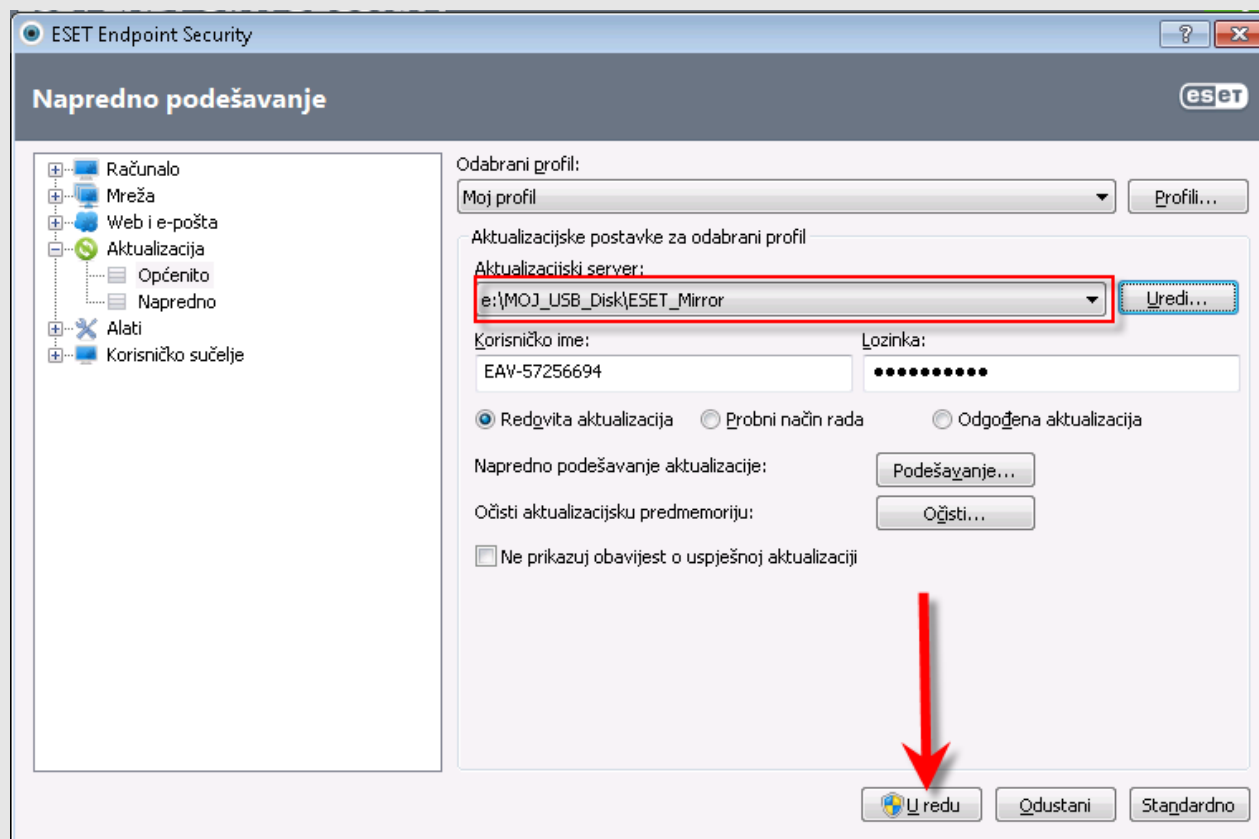 ESET Endpoint Security
?
Napredno podešavanje
eset
Računalo
Mreža
Web i e-pošta
Aktualizacija
Općenito
Napredno
Alati
Korisničko sučelje
Odabrani profil:
Moj profil
Profili...
Aktualizacijske postavke za odabrani profil
Aktualizacijski server:
e:\MOJ_USB_Disk\ESET_Mirror
Uredi...
Korisničko ime:
Lozinka:
EAV-57256694
●●●●●●●●●●
Redovita aktualizacija
Probni način rada
Odgođena aktualizacija
Napredno podešavanje aktualizacije:
Podešavanje...
Očisti aktualizacijsku predmemoriju:
Očisti...
Ne prikazuj obavijest o uspješnoj aktualizaciji
U redu
Odustani
Standardno